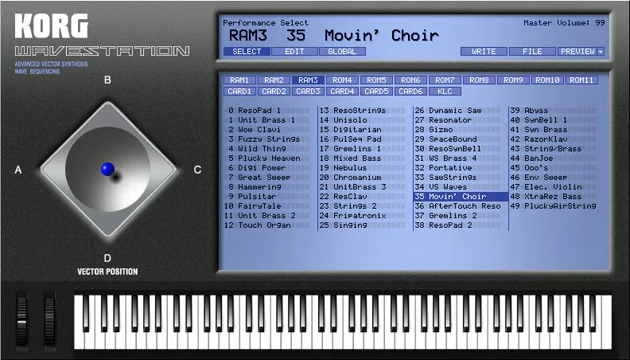 KORG
WAVESTATION
ADVANCED VECTOR SYNTHESIS
WAVE SEQUENCING
B
A
C
D
VECTOR POSITION
Performance Select
Master Volume: 99
RAM3 35 Movin' Choir
SELECT EDIT GLOBAL WRITE FILE PREVIEW
RAM1 RAM2 RAM3 ROM4 ROM5 ROM6 ROM7 ROM8 ROM9 ROM10 ROM11
CARD1 CARD2 CARD3 CARD4 CARD5 CARD6 KLC
0 ResoPad 1
1 Unit Brass 1
2 Wow Clavi
3 Fuzzy Strings
4 Wild Thing
5 Plucky Heaven
6 Digi Power
7 Great Sweep
8 Hammering
9 Pulsitar
10 FairyTale
11 Unit Brass 2
12 Touch Organ
13 ResoStrings
14 Unisolo
15 Digitarian
16 PulSeq Pad
17 Gremlins 1
18 Mixed Bass
19 Nebulus
20 Chromanium
21 UnitBrass 3
22 ResClav
23 Strings 2
24 Fripatronix
25 Singing
26 Dynamic Saw
27 Resonator
28 Gizmo
29 SpaceBound
30 ResoSynBell
31 WS Brass 4
32 Portative
33 SawStrings
34 VS Waves
35 Movin' Choir
36 AfterTouch Reso
37 Gremlins 2
38 ResoPad 2
39 Abyss
40 SynBell 1
41 Syn Brass
42 RazorKlav
43 String/Brass
44 BanJoe
45 Ooo's
46 Env Sweep
47 Elec. Violin
48 XtraRez Bass
49 PluckyAirString